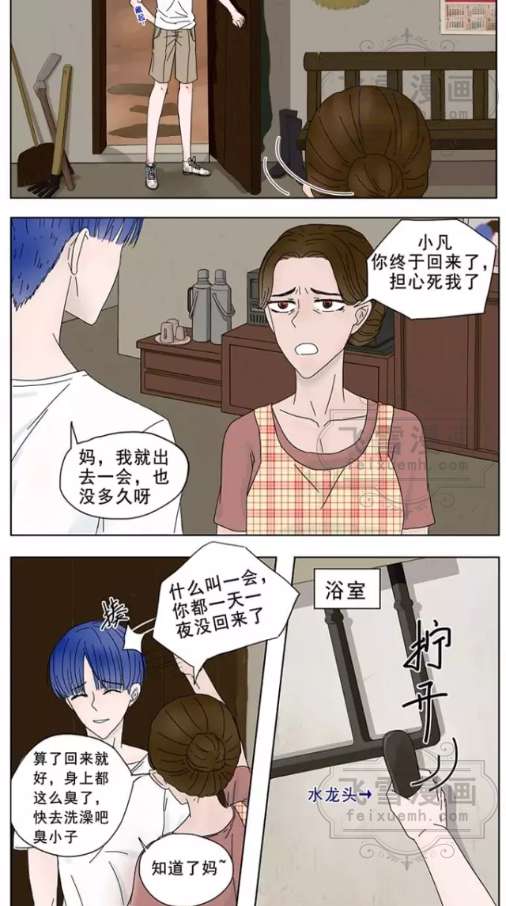 飞雪漫画
小凡
你终于回来了，
担心死我了
飞雪漫画
feixuemh.com
妈，我就出
去一会，也
没多久呀
什么叫一会，
你都一天一
夜没回来了
算了回来就
好，身上都
这么臭了，
快去洗澡吧
臭小子
知道了妈~
浴室
拧开
水龙头→
飞雪漫画
feixuemh.com